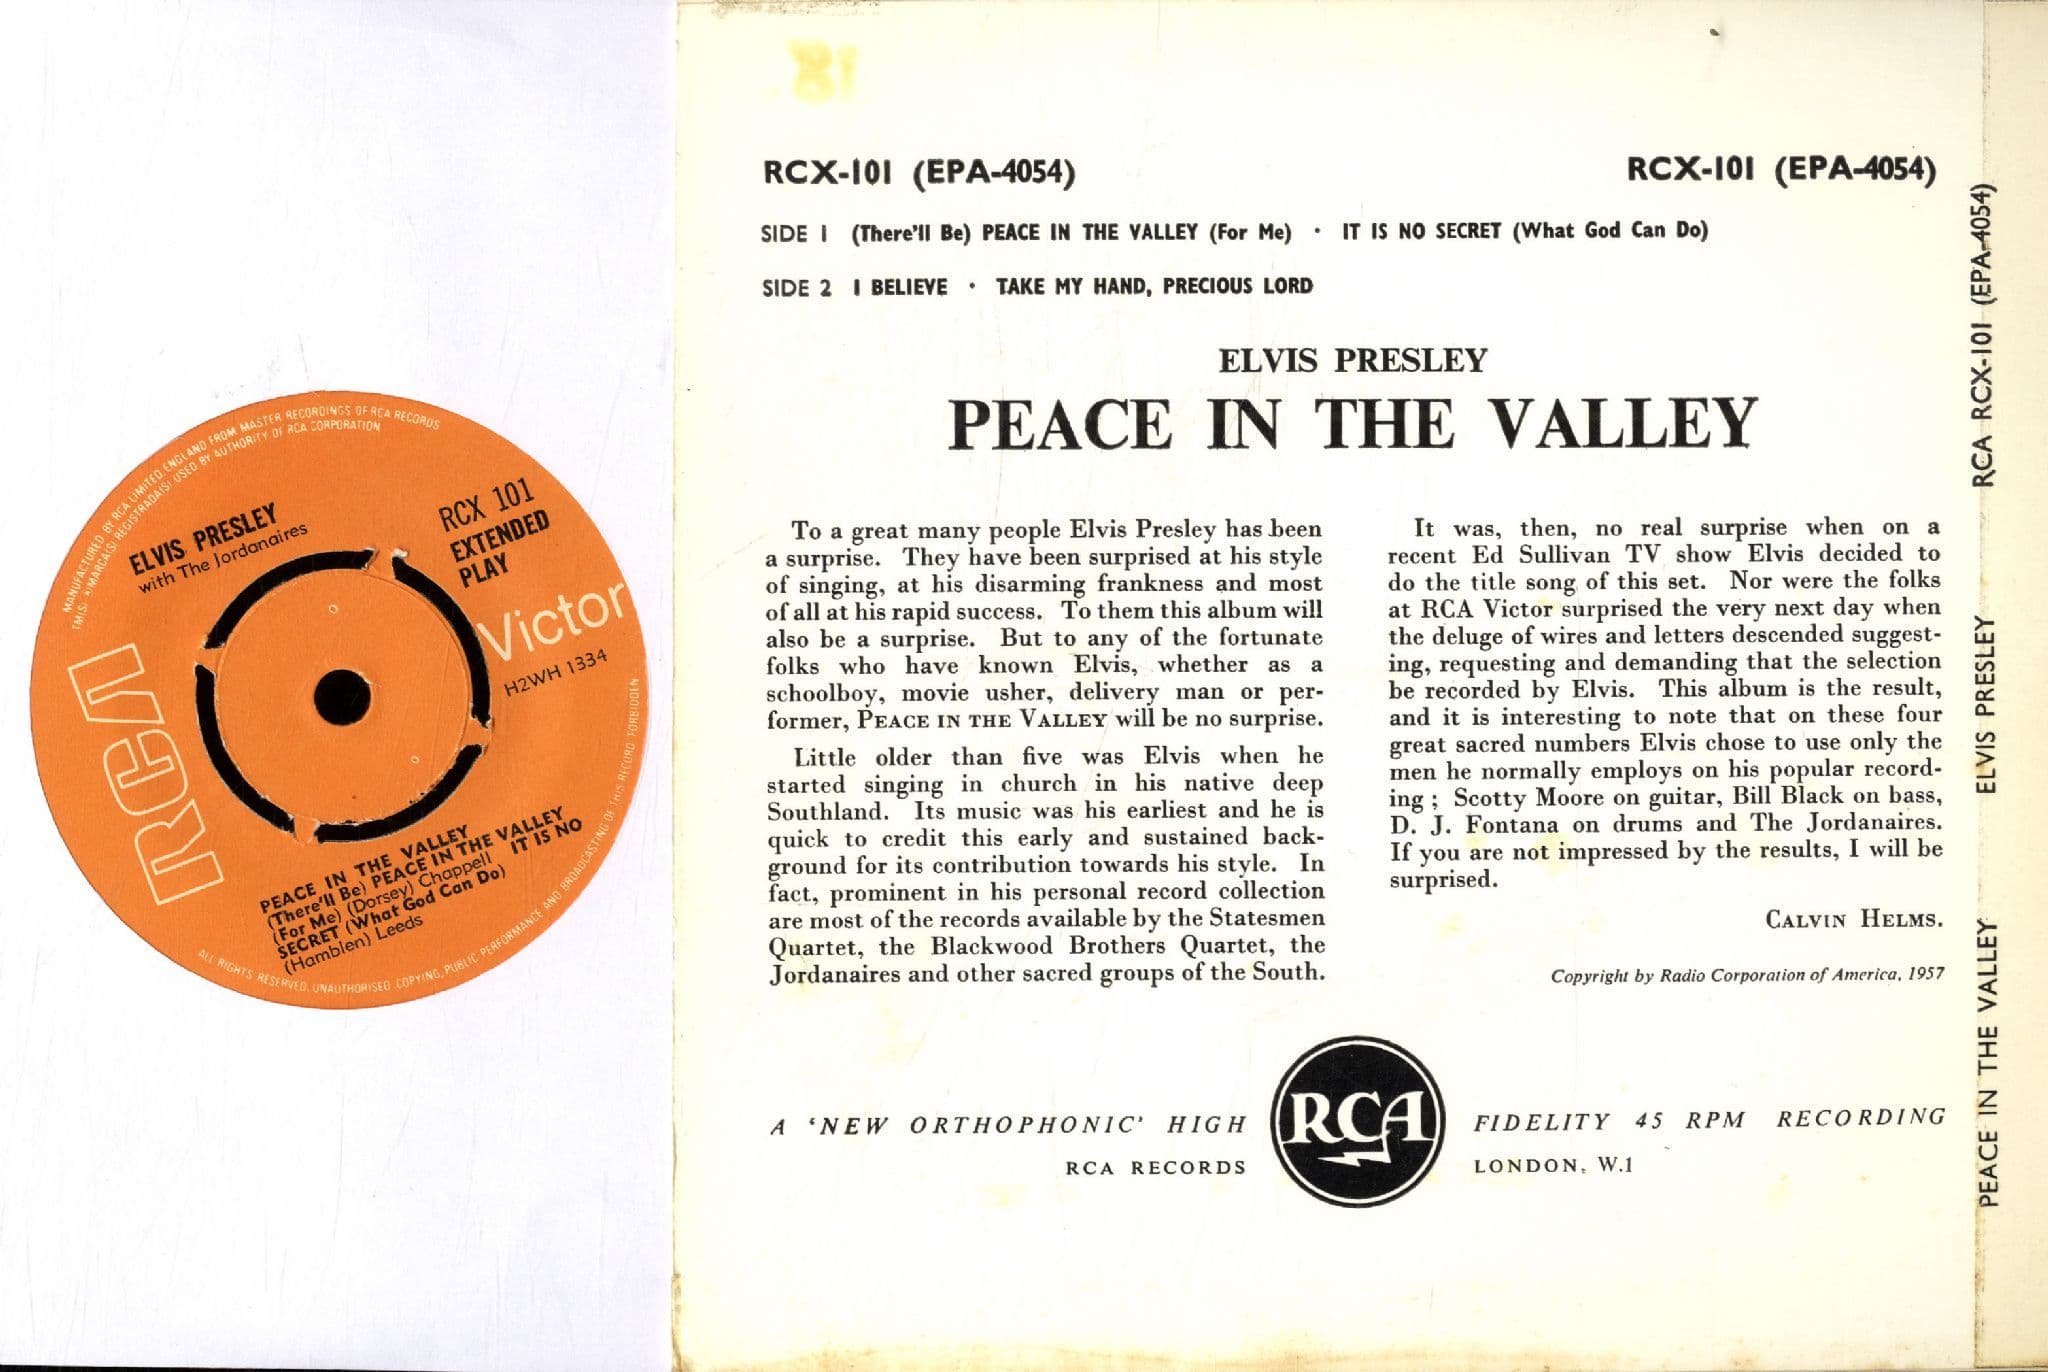 MANUFACTURED BY RCA LIMITED, ENGLAND FROM MASTER RECORDINGS OF RCA RECORDS
TM(S) ® MARCA(S) REGISTRADA(S) USED BY AUTHORITY OF RCA CORPORATION
ELVIS PRESLEY
with The Jordanaires
RCX 101
EXTENDED
PLAY
RCA
Victor
H2WH 1334
PEACE IN THE VALLEY
(There'll Be) PEACE IN THE VALLEY
(For Me) (Dorsey) Chappell IT IS NO
SECRET (What God Can Do)
(Hamblen) Leeds
ALL RIGHTS RESERVED. UNAUTHORISED COPYING, PUBLIC PERFORMANCE AND BROADCASTING OF THIS RECORD FORBIDDEN
81
RCX-101 (EPA-4054) RCX-101 (EPA-4054)
SIDE 1 (There'll Be) PEACE IN THE VALLEY (For Me) • IT IS NO SECRET (What God Can Do)
SIDE 2 I BELIEVE • TAKE MY HAND, PRECIOUS LORD
ELVIS PRESLEY
PEACE IN THE VALLEY
To a great many people Elvis Presley has been
a surprise. They have been surprised at his style
of singing, at his disarming frankness and most
of all at his rapid success. To them this album will
also be a surprise. But to any of the fortunate
folks who have known Elvis, whether as a
schoolboy, movie usher, delivery man or per-
former, PEACE IN THE VALLEY will be no surprise.
Little older than five was Elvis when he
started singing in church in his native deep
Southland. Its music was his earliest and he is
quick to credit this early and sustained back-
ground for its contribution towards his style. In
fact, prominent in his personal record collection
are most of the records available by the Statesmen
Quartet, the Blackwood Brothers Quartet, the
Jordanaires and other sacred groups of the South.
It was, then, no real surprise when on a
recent Ed Sullivan TV show Elvis decided to
do the title song of this set. Nor were the folks
at RCA Victor surprised the very next day when
the deluge of wires and letters descended suggest-
ing, requesting and demanding that the selection
be recorded by Elvis. This album is the result,
and it is interesting to note that on these four
great sacred numbers Elvis chose to use only the
men he normally employs on his popular record-
ing ; Scotty Moore on guitar, Bill Black on bass,
D. J. Fontana on drums and The Jordanaires.
If you are not impressed by the results, I will be
surprised.
CALVIN HELMS.
Copyright by Radio Corporation of America, 1957
A 'NEW ORTHOPHONIC' HIGH FIDELITY 45 RPM RECORDING
RCA RECORDS LONDON, W.1
RCA
PEACE IN THE VALLEY ELVIS PRESLEY RCA RCX-101 (EPA-4054)